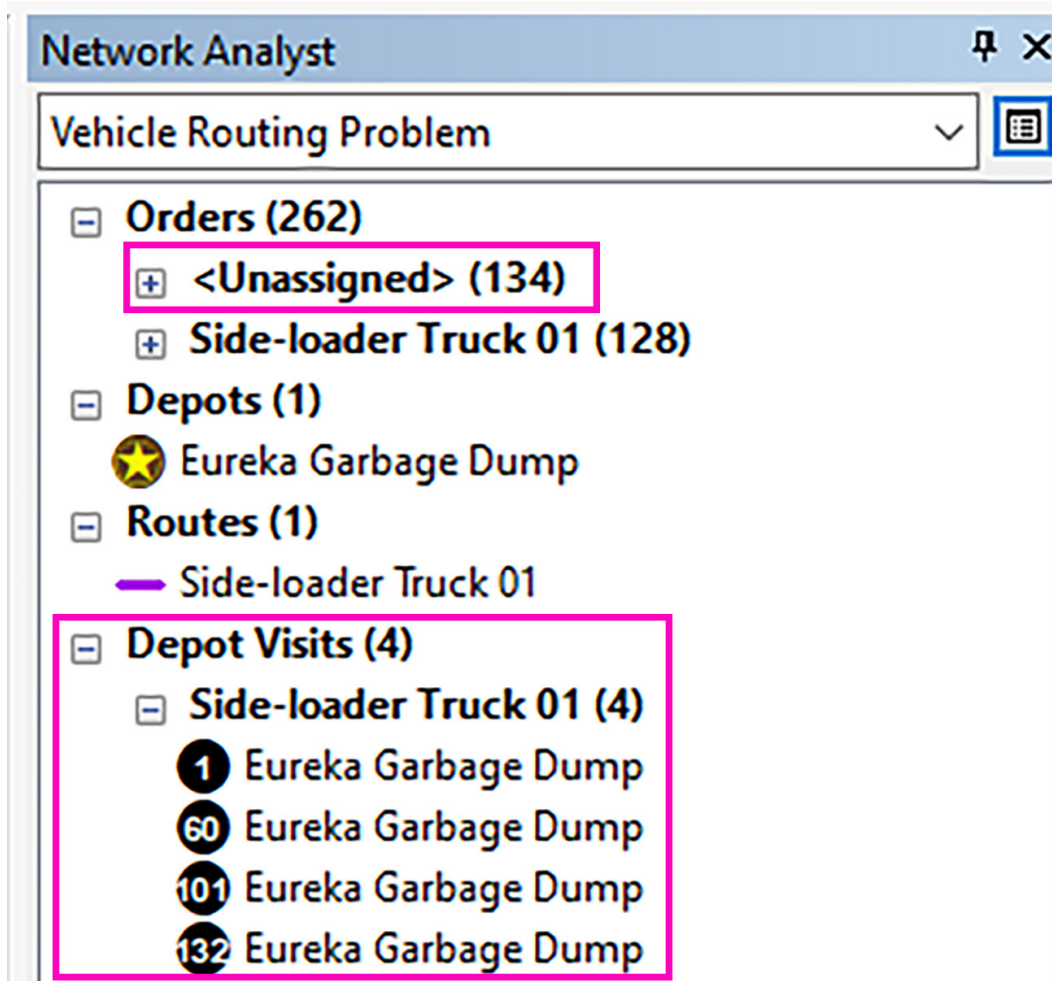 Network Analyst
Vehicle Routing Problem
Orders (262)
<Unassigned> (134)
Side-loader Truck 01 (128)
Depots (1)
Eureka Garbage Dump
Routes (1)
Side-loader Truck 01
Depot Visits (4)
Side-loader Truck 01 (4)
1 Eureka Garbage Dump
60 Eureka Garbage Dump
101 Eureka Garbage Dump
132 Eureka Garbage Dump